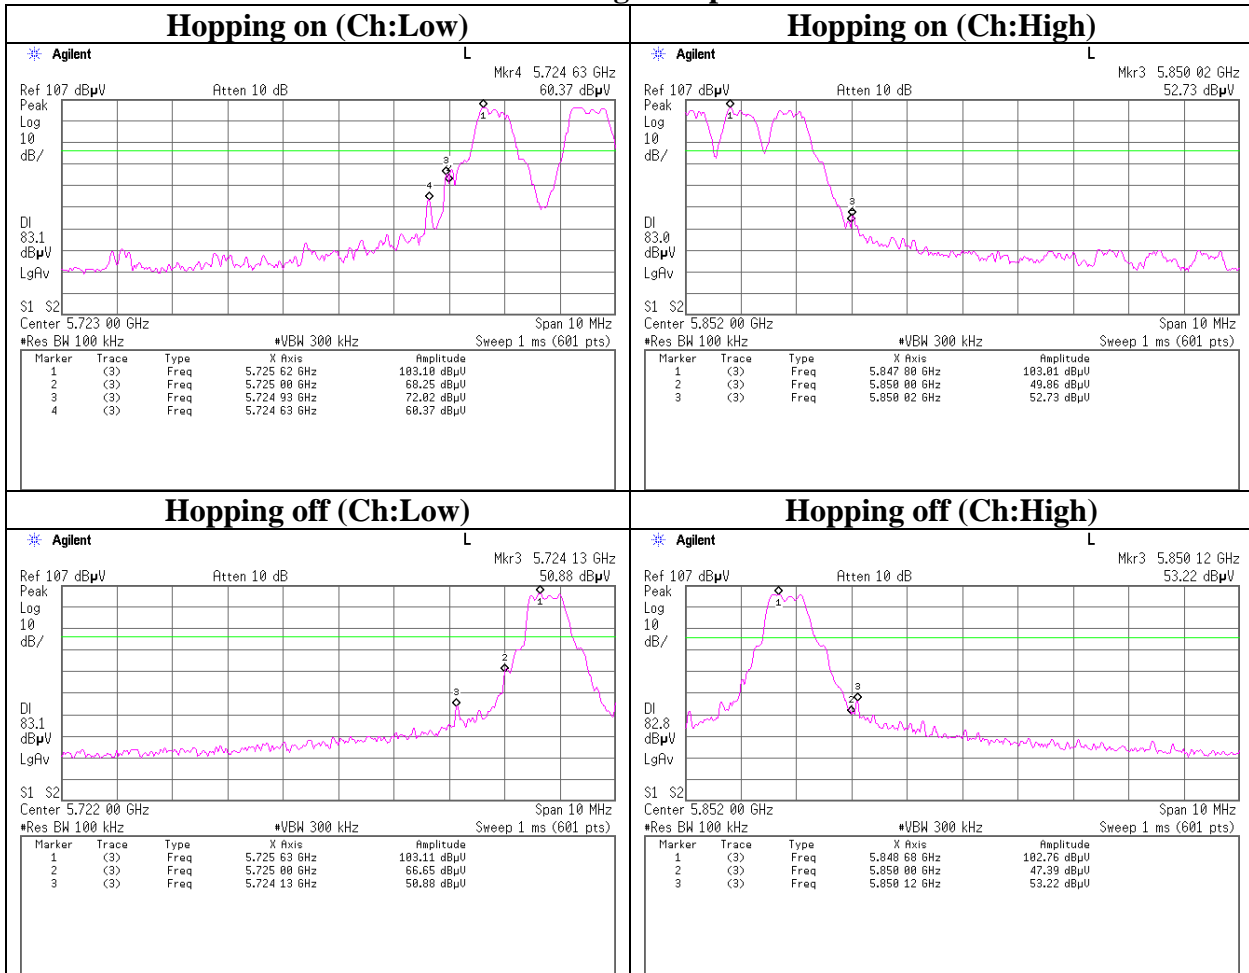 Hopping on (Ch:Low)
Agilent
L
Mkr4 5.724 63 GHz
Ref 107 dBµV
Atten 10 dB
60.37 dBµV
Peak
Log
10
dB/
1
3
4
DI
83.1
dBµV
LgAv
S1 S2
Center 5.723 00 GHz
Span 10 MHz
#Res BW 100 kHz
#VBW 300 kHz
Sweep 1 ms (601 pts)
Marker Trace Type X Axis Amplitude
1 (3) Freq 5.725 62 GHz 103.10 dBµV
2 (3) Freq 5.725 00 GHz 68.25 dBµV
3 (3) Freq 5.724 93 GHz 72.02 dBµV
4 (3) Freq 5.724 63 GHz 60.37 dBµV
Hopping on (Ch:High)
Agilent
L
Mkr3 5.850 02 GHz
Ref 107 dBµV
Atten 10 dB
52.73 dBµV
Peak
Log
10
dB/
1
3
DI
83.0
dBµV
LgAv
S1 S2
Center 5.852 00 GHz
Span 10 MHz
#Res BW 100 kHz
#VBW 300 kHz
Sweep 1 ms (601 pts)
Marker Trace Type X Axis Amplitude
1 (3) Freq 5.847 80 GHz 103.01 dBµV
2 (3) Freq 5.850 00 GHz 49.86 dBµV
3 (3) Freq 5.850 02 GHz 52.73 dBµV
Hopping off (Ch:Low)
Agilent
L
Mkr3 5.724 13 GHz
Ref 107 dBµV
Atten 10 dB
50.88 dBµV
Peak
Log
10
dB/
1
2
3
DI
83.1
dBµV
LgAv
S1 S2
Center 5.722 00 GHz
Span 10 MHz
#Res BW 100 kHz
#VBW 300 kHz
Sweep 1 ms (601 pts)
Marker Trace Type X Axis Amplitude
1 (3) Freq 5.725 63 GHz 103.11 dBµV
2 (3) Freq 5.725 00 GHz 66.65 dBµV
3 (3) Freq 5.724 13 GHz 50.88 dBµV
Hopping off (Ch:High)
Agilent
L
Mkr3 5.850 12 GHz
Ref 107 dBµV
Atten 10 dB
53.22 dBµV
Peak
Log
10
dB/
1
3
2
DI
82.8
dBµV
LgAv
S1 S2
Center 5.852 00 GHz
Span 10 MHz
#Res BW 100 kHz
#VBW 300 kHz
Sweep 1 ms (601 pts)
Marker Trace Type X Axis Amplitude
1 (3) Freq 5.848 68 GHz 102.76 dBµV
2 (3) Freq 5.850 00 GHz 47.39 dBµV
3 (3) Freq 5.850 12 GHz 53.22 dBµV